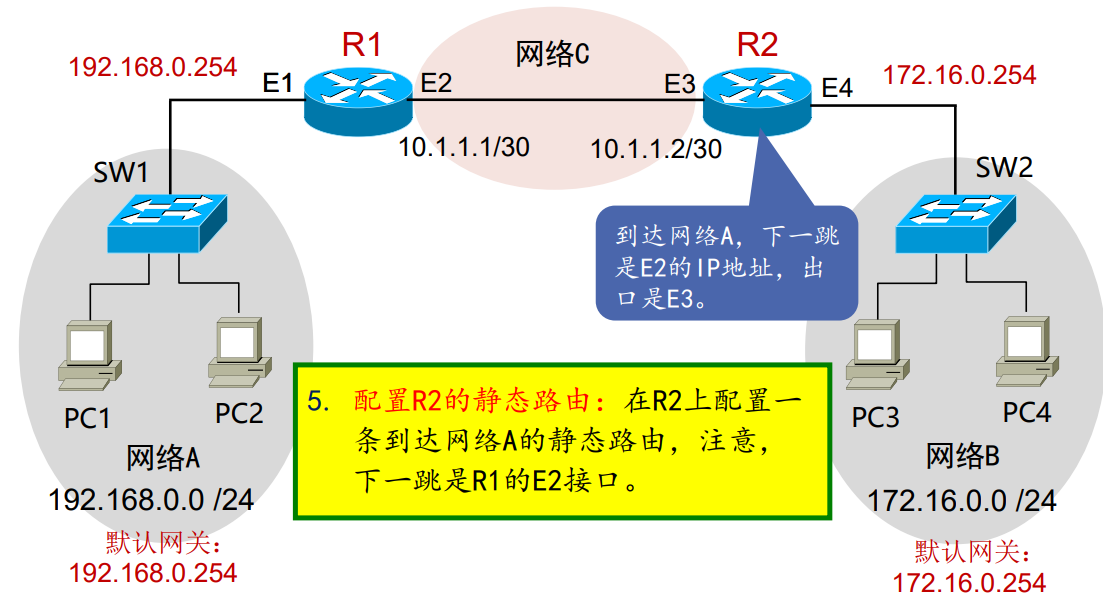 网络C
R1
R2
192.168.0.254
E1
E2
E3
E4
172.16.0.254
10.1.1.1/30
10.1.1.2/30
SW1
SW2
到达网络A，下一跳
是E2的IP地址，出
口是E3。
PC1
PC2
PC3
PC4
5. 配置R2的静态路由：在R2上配置一
条到达网络A的静态路由，注意，
下一跳是R1的E2接口。
网络A
192.168.0.0 /24
默认网关：
192.168.0.254
网络B
172.16.0.0 /24
默认网关：
172.16.0.254